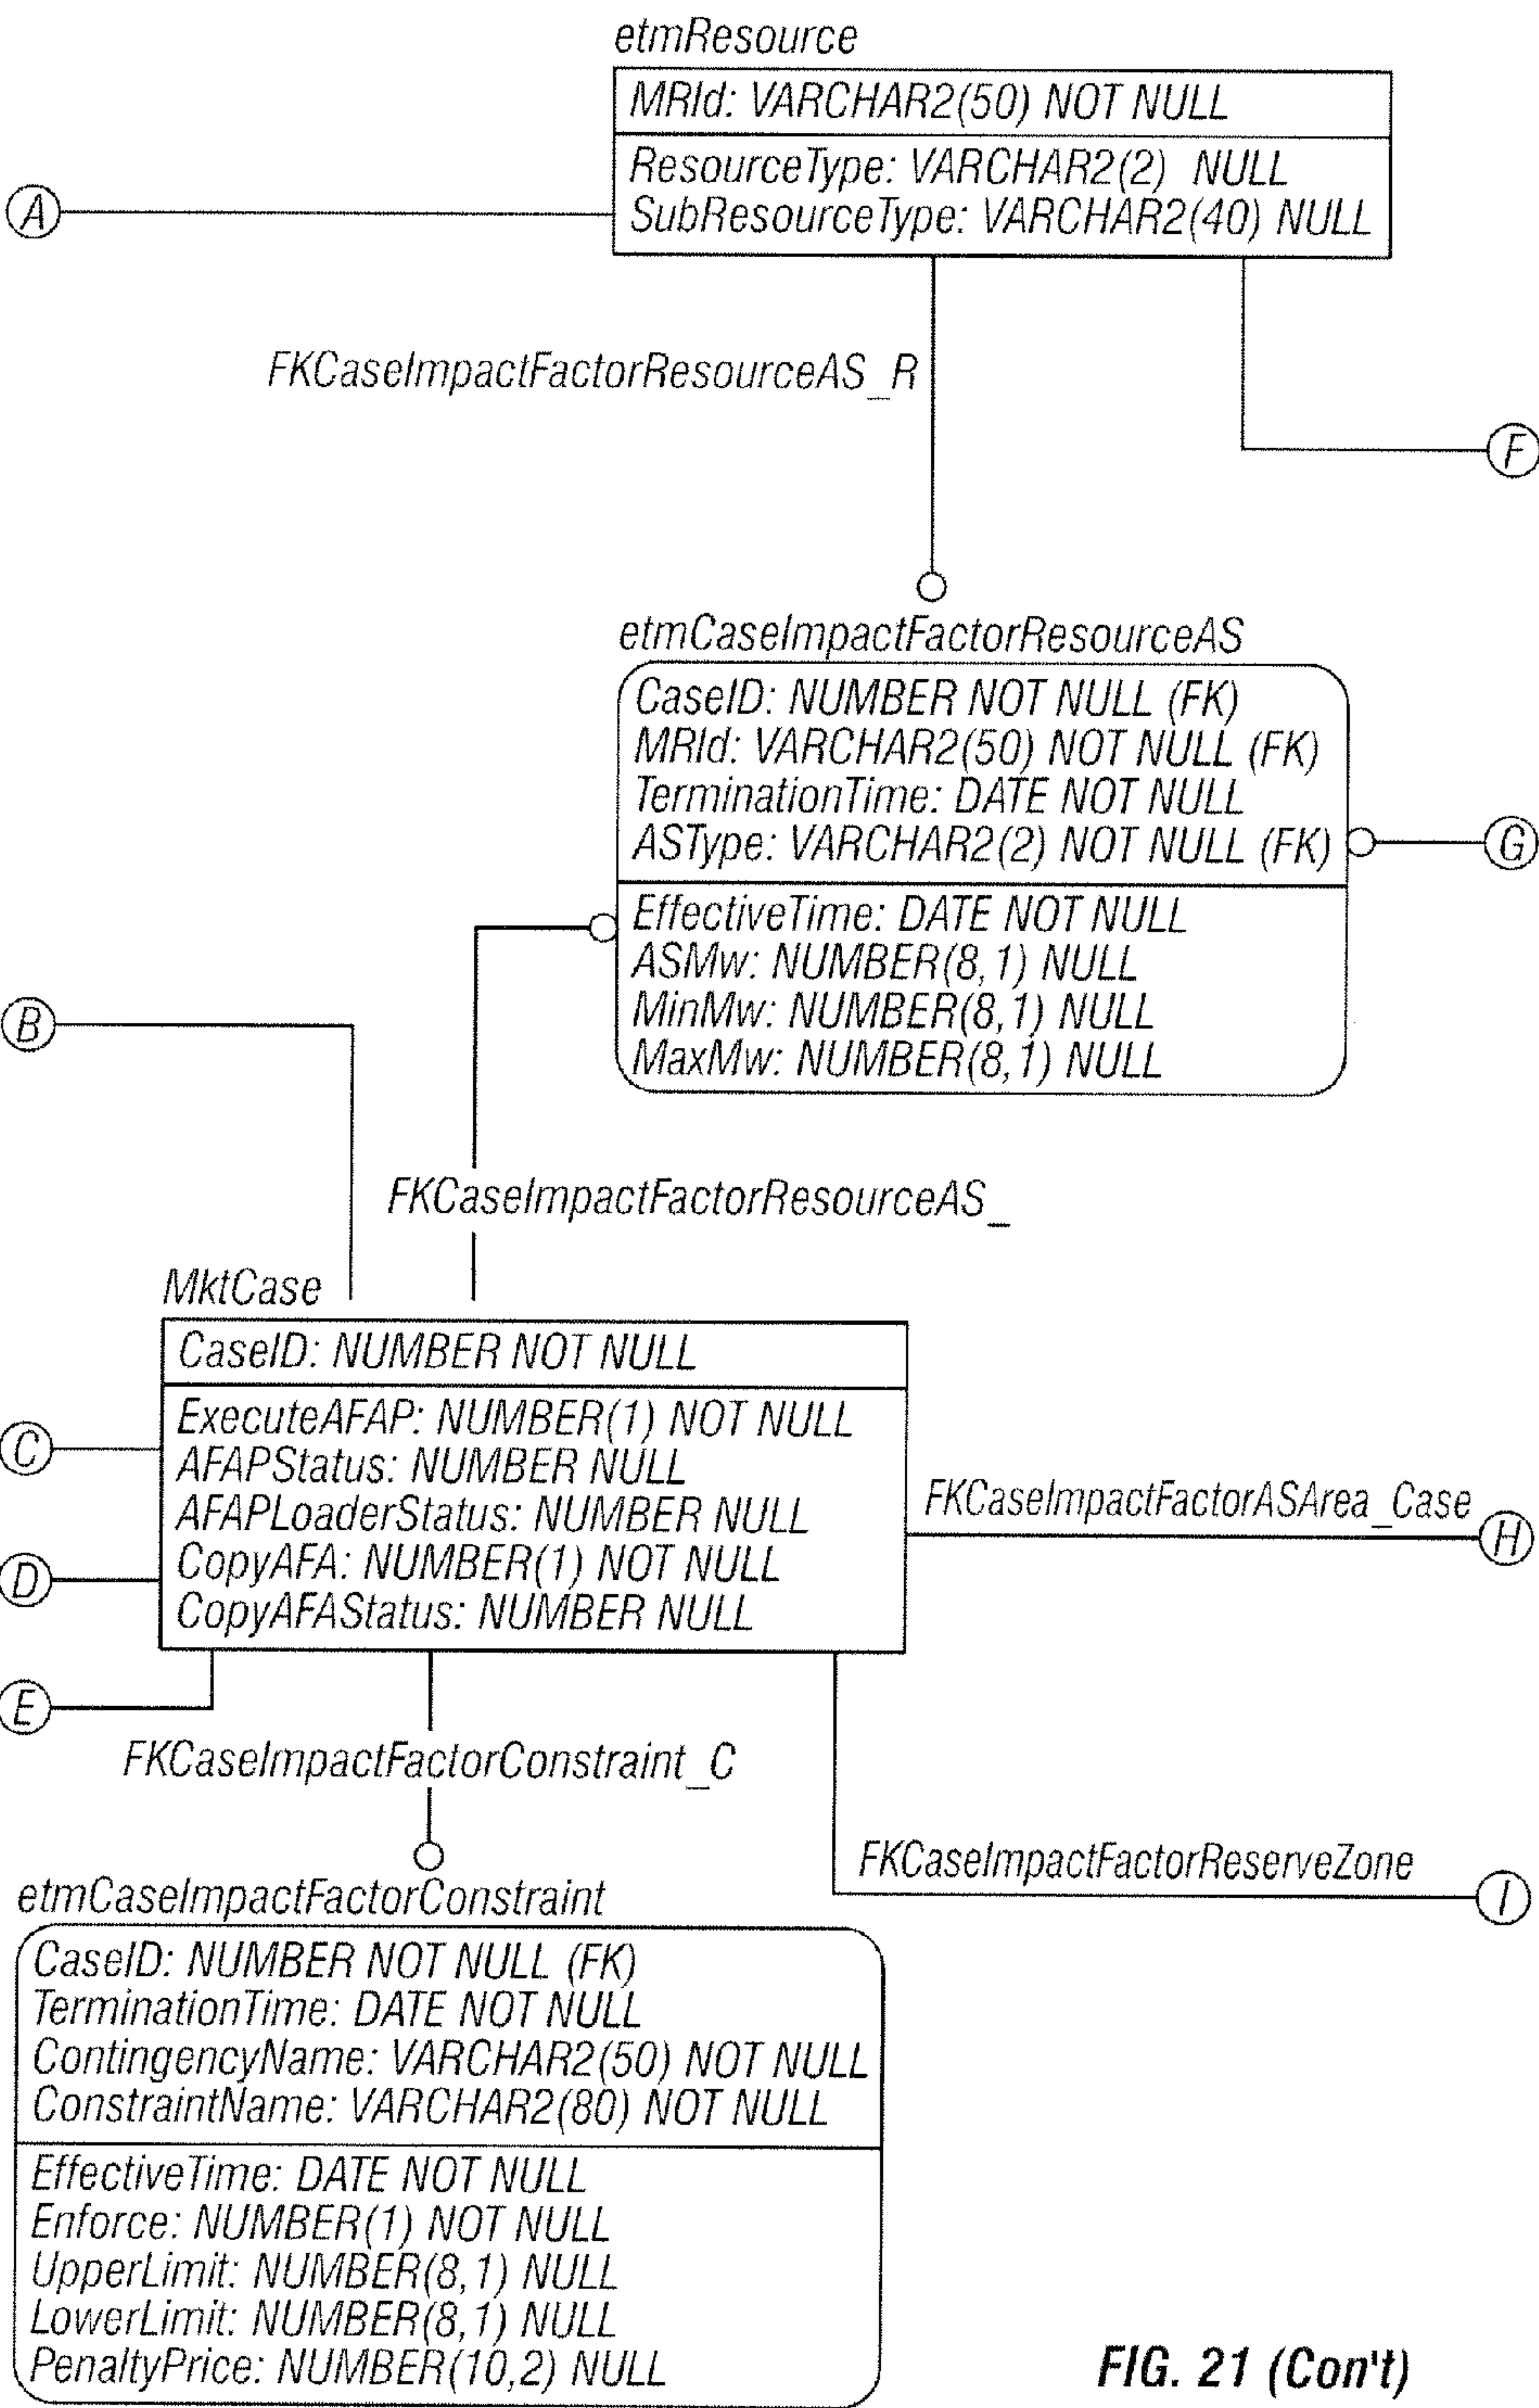 etmResource
MRId: VARCHAR2(50) NOT NULL
ResourceType: VARCHAR2(2) NULL
SubResourceType: VARCHAR2(40) NULL
A
FKCaseImpactFactorResourceAS_R
F
etmCaseImpactFactorResourceAS
CaseID: NUMBER NOT NULL (FK)
MRId: VARCHAR2(50) NOT NULL (FK)
TerminationTime: DATE NOT NULL
ASType: VARCHAR2(2) NOT NULL (FK)
G
EffectiveTime: DATE NOT NULL
ASMw: NUMBER(8,1) NULL
MinMw: NUMBER(8,1) NULL
MaxMw: NUMBER(8,1) NULL
B
FKCaseImpactFactorResourceAS_
MktCase
CaseID: NUMBER NOT NULL
ExecuteAFAP: NUMBER(1) NOT NULL
AFAPStatus: NUMBER NULL
AFAPLoaderStatus: NUMBER NULL
CopyAFA: NUMBER(1) NOT NULL
CopyAFAStatus: NUMBER NULL
C
D
E
FKCaseImpactFactorASArea_Case
H
FKCaseImpactFactorConstraint_C
FKCaseImpactFactorReserveZone
I
etmCaseImpactFactorConstraint
CaseID: NUMBER NOT NULL (FK)
TerminationTime: DATE NOT NULL
ContingencyName: VARCHAR2(50) NOT NULL
ConstraintName: VARCHAR2(80) NOT NULL
EffectiveTime: DATE NOT NULL
Enforce: NUMBER(1) NOT NULL
UpperLimit: NUMBER(8,1) NULL
LowerLimit: NUMBER(8,1) NULL
PenaltyPrice: NUMBER(10,2) NULL
FIG. 21 (Con't)